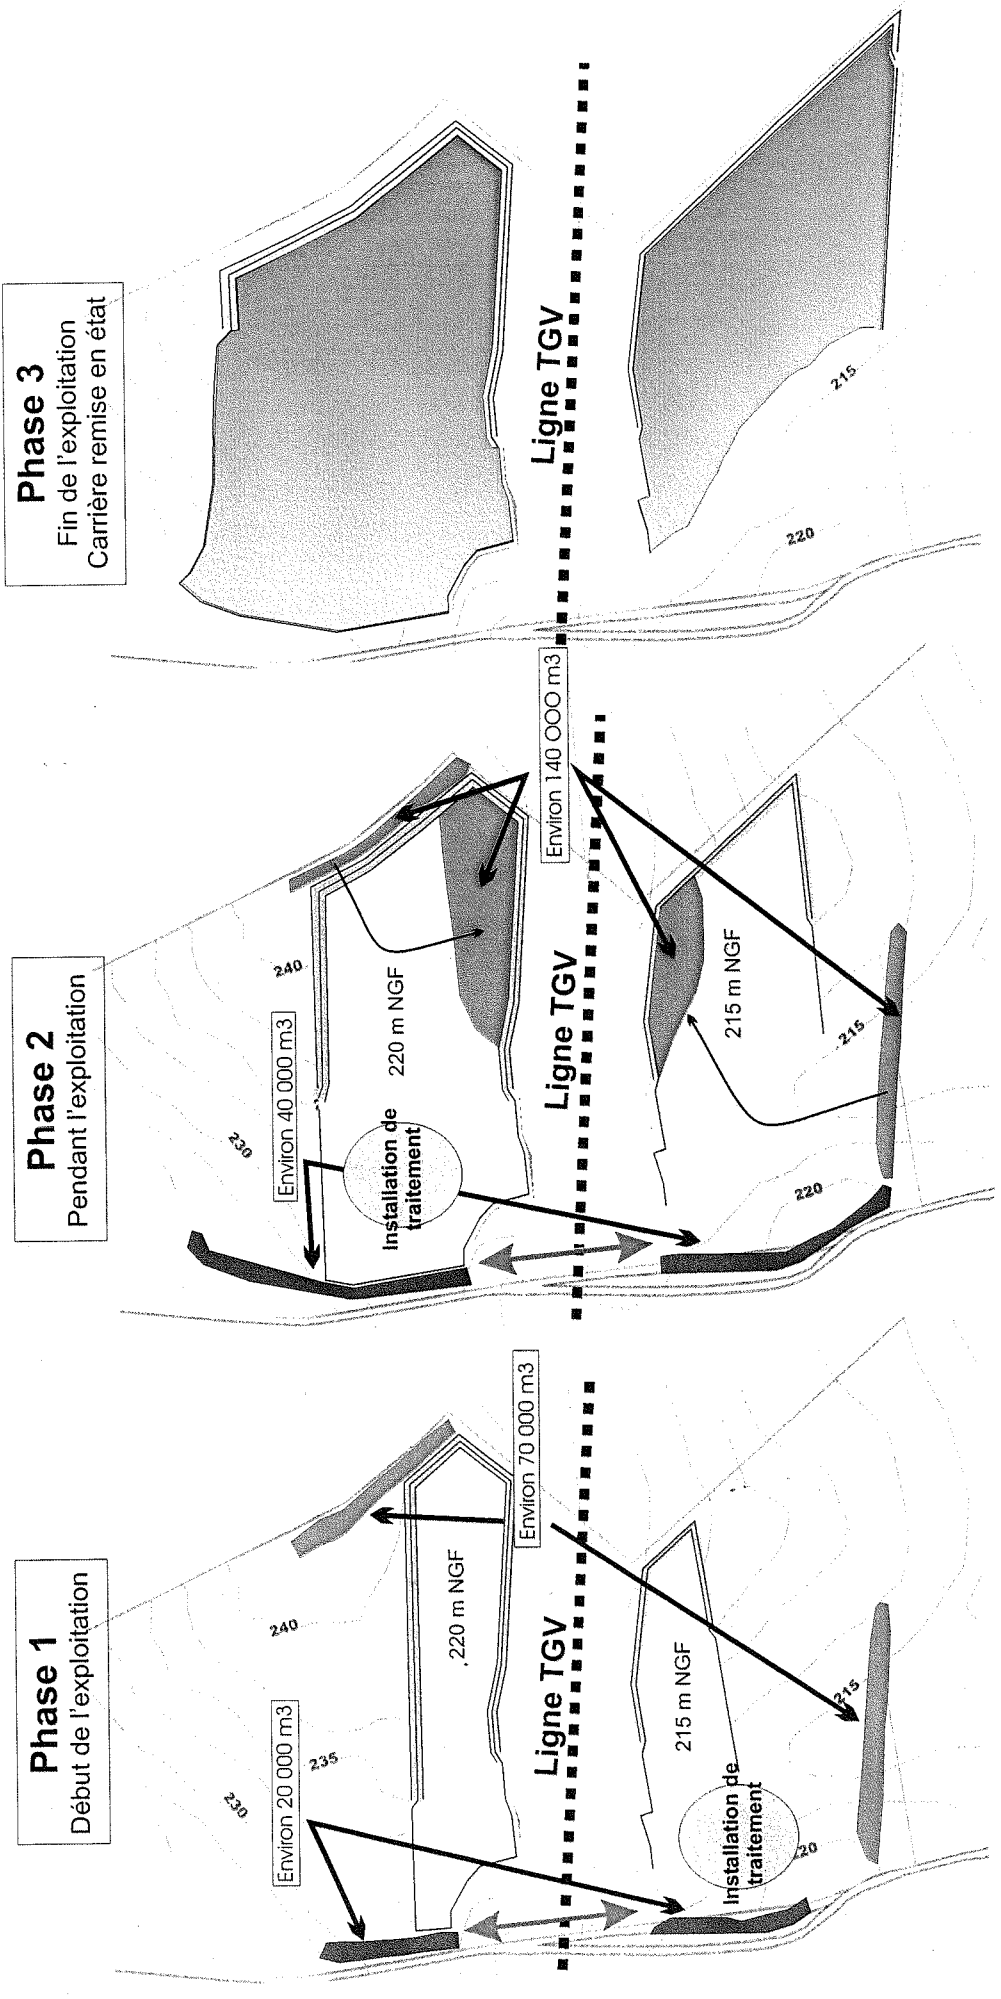 Phase 1
Début de l'exploitation
Environ 20 000 m3
230
235
240
.220 m NGF
Environ 70 000 m3
Ligne TGV
215 m NGF
Installation de
traitement
215
20
Phase 2
Pendant l'exploitation
Environ 40 000 m3
230
240
220 m NGF
Installation de
traitement
Environ 140 OOO m3
Ligne TGV
215 m NGF
215
220
Phase 3
Fin de l'exploitation
Carrière remise en état
Ligne TGV
215
220